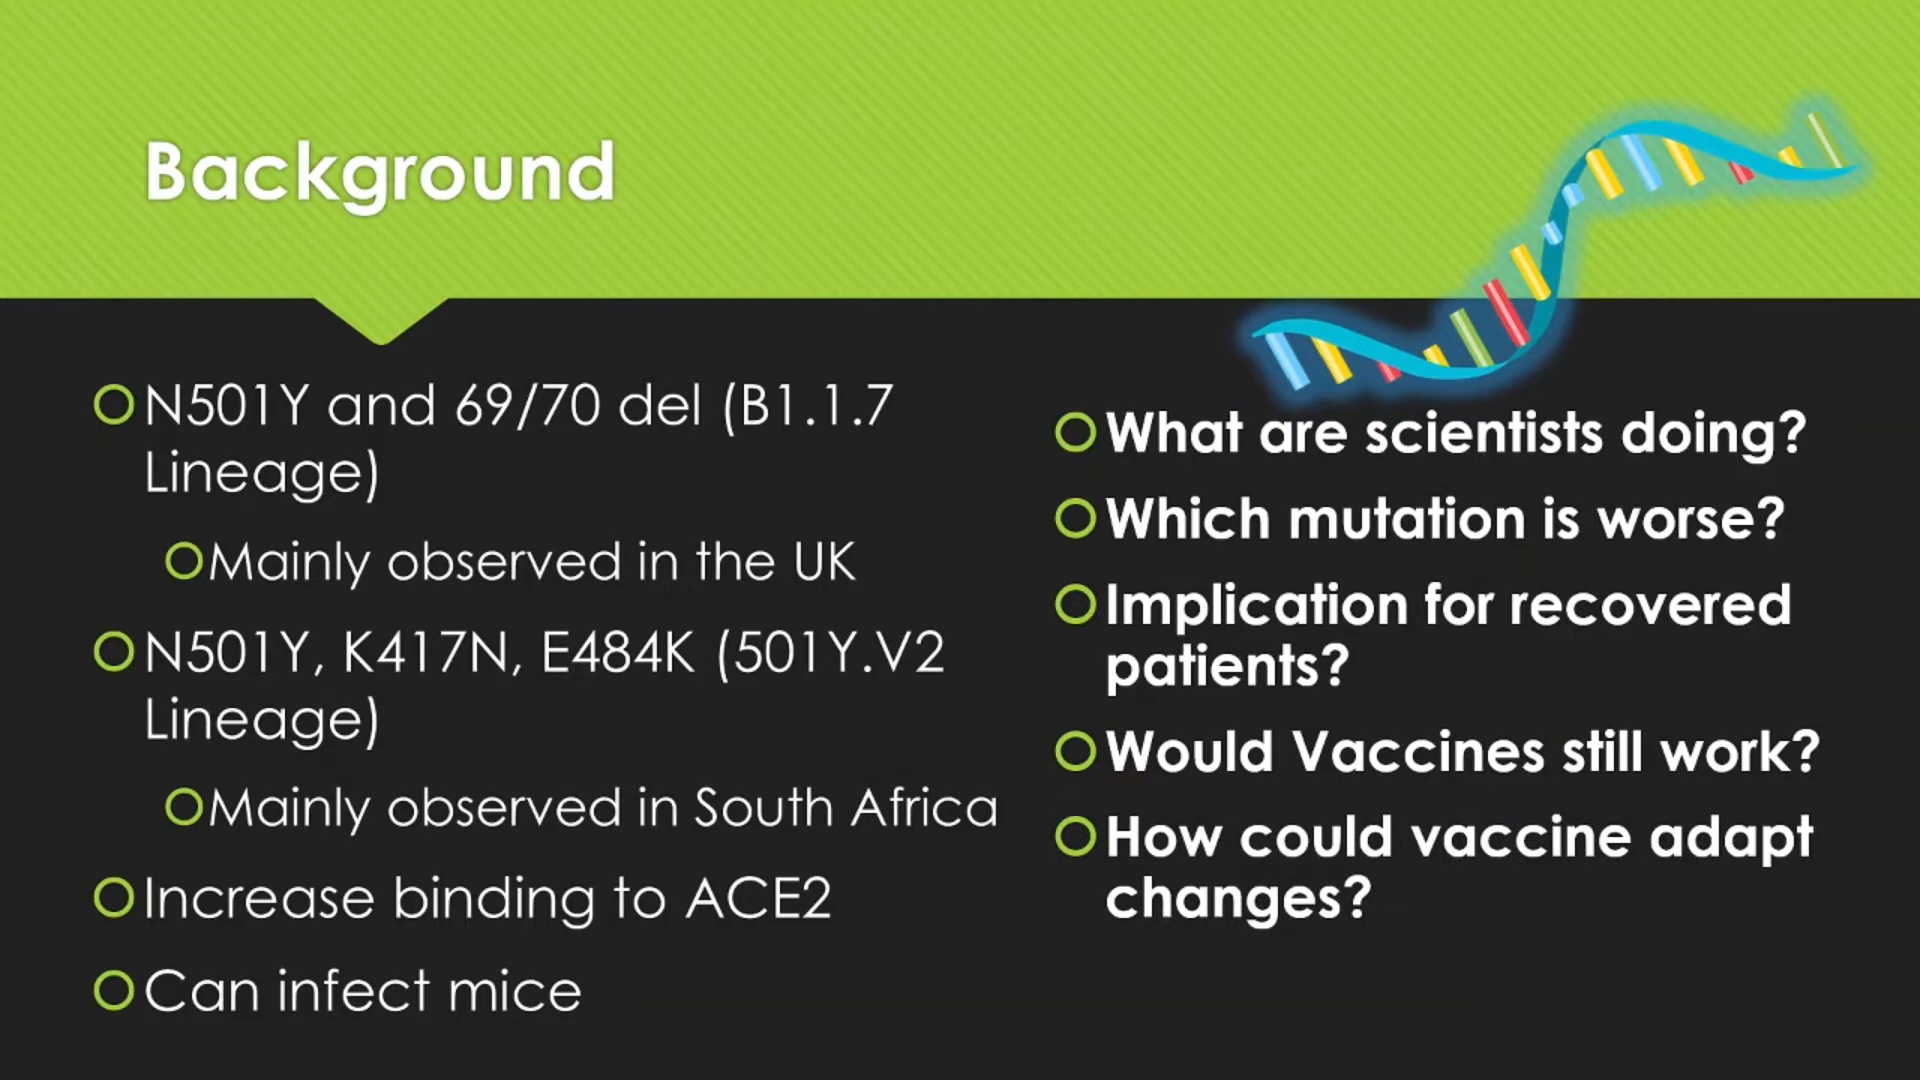 Background
N501Y and 69/70 del (B1.1.7
Lineage)
Mainly observed in the UK
N501Y, K417N, E484K (501Y.V2
Lineage)
Mainly observed in South Africa
Increase binding to ACE2
Can infect mice
What are scientists doing?
Which mutation is worse?
Implication for recovered
patients?
Would Vaccines still work?
How could vaccine adapt
changes?